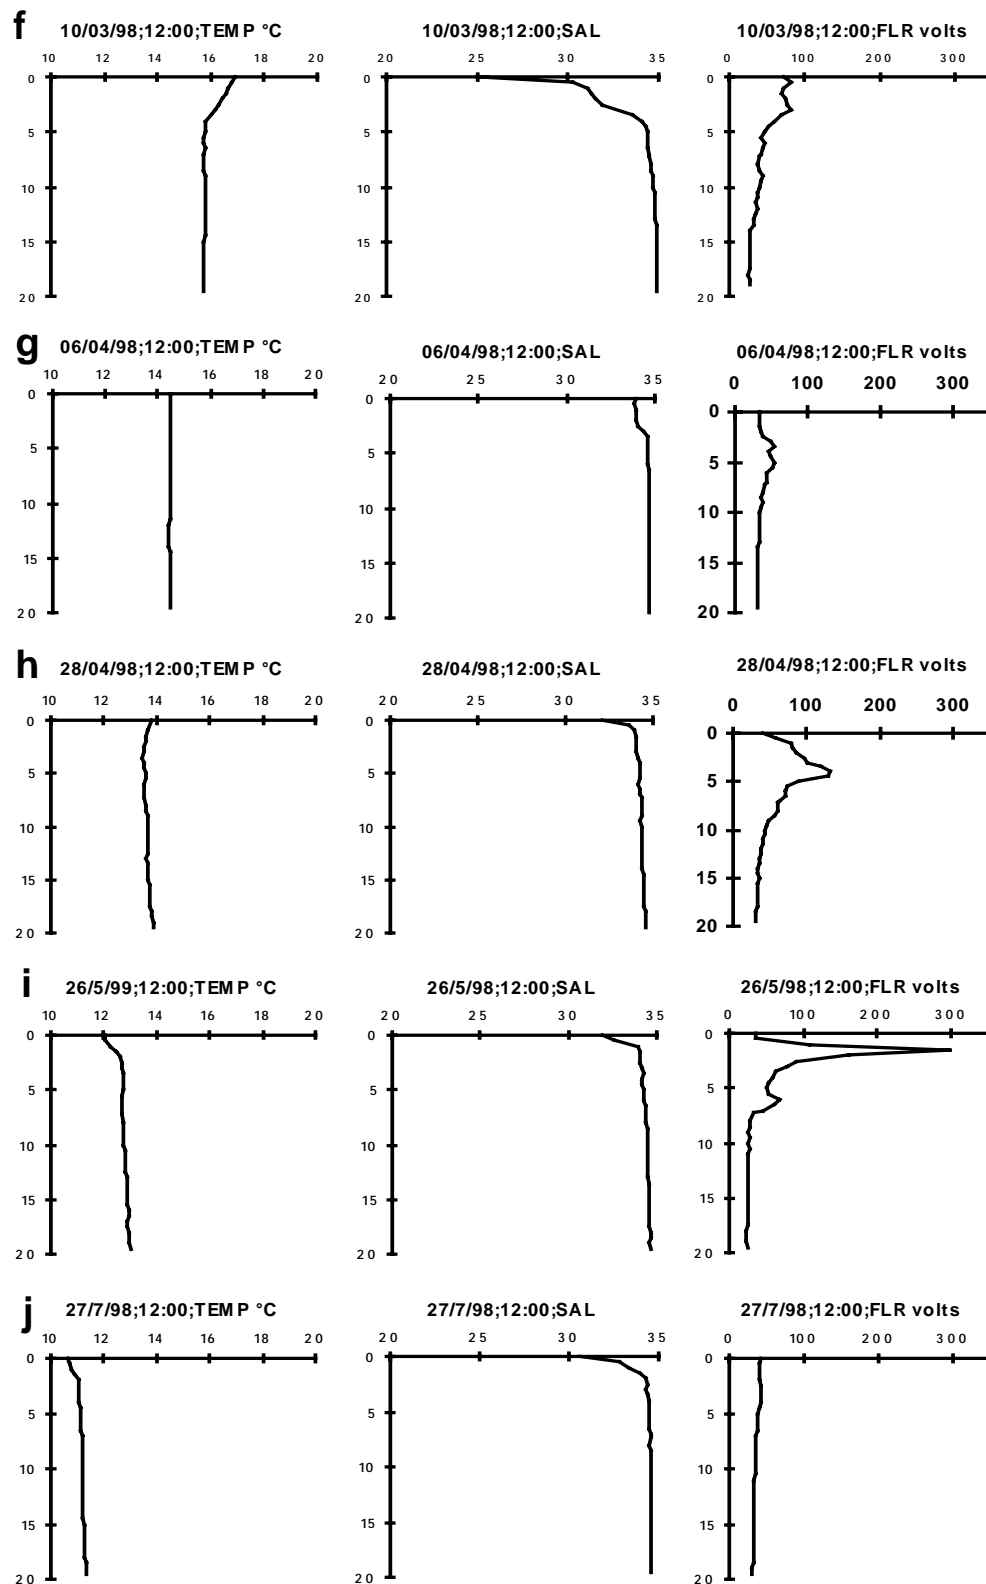 f
10/03/98;12:00;TEMP °C
10 12 14 16 18 20
0
5
10
15
20
10/03/98;12:00;SAL
20 25 30 35
0
5
10
15
20
10/03/98;12:00;FLR volts
0 100 200 300
0
5
10
15
20
g
06/04/98;12:00;TEMP °C
10 12 14 16 18 20
0
5
10
15
20
06/04/98;12:00;SAL
20 25 30 35
0
5
10
15
20
06/04/98;12:00;FLR volts
0 100 200 300
0
5
10
15
20
h
28/04/98;12:00;TEMP °C
10 12 14 16 18 20
0
5
10
15
20
28/04/98;12:00;SAL
20 25 30 35
0
5
10
15
20
28/04/98;12:00;FLR volts
0 100 200 300
0
5
10
15
20
i
26/5/99;12:00;TEMP °C
10 12 14 16 18 20
0
5
10
15
20
26/5/98;12:00;SAL
20 25 30 35
0
5
10
15
20
26/5/98;12:00;FLR volts
0 100 200 300
0
5
10
15
20
j
27/7/98;12:00;TEMP °C
10 12 14 16 18 20
0
5
10
15
20
27/7/98;12:00;SAL
20 25 30 35
0
5
10
15
20
27/7/98;12:00;FLR volts
0 100 200 300
0
5
10
15
20